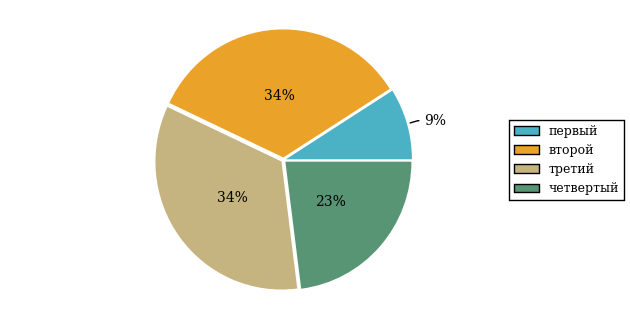 34%
9%
34%
23%
первый
второй
третий
четвертый